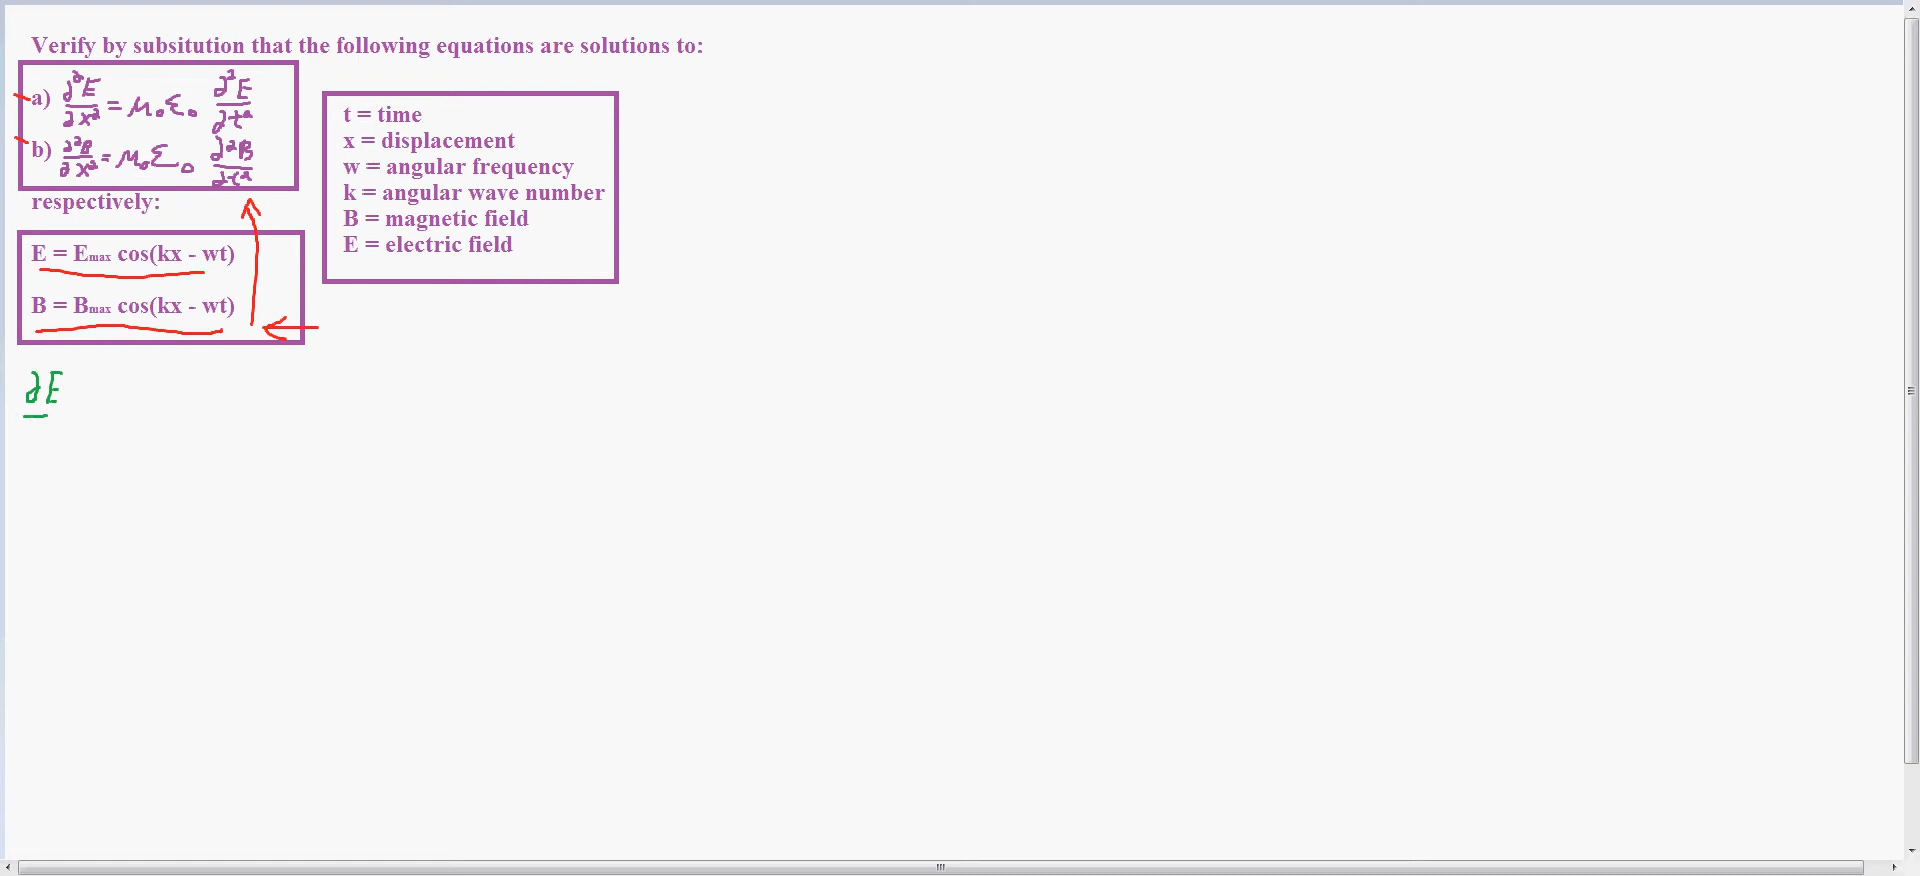 Verify by subsitution that the following equations are solutions to:
a) ∂²E/∂x² = μ₀ε₀ ∂²E/∂t²
b) ∂²B/∂x² = μ₀ε₀ ∂²B/∂t²
respectively:
E = Emax cos(kx - wt)
B = Bmax cos(kx - wt)
t = time
x = displacement
w = angular frequency
k = angular wave number
B = magnetic field
E = electric field
∂E